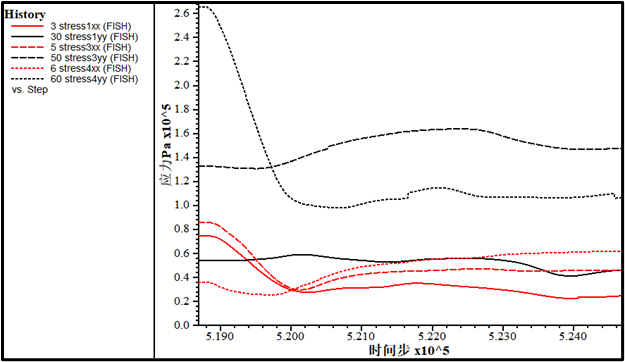 History
3 stress1xx (FISH)
30 stress1yy (FISH)
5 stress3xx (FISH)
50 stress3yy (FISH)
6 stress4xx (FISH)
60 stress4yy (FISH)
vs. Step
应力Pa x10^5
2.6
2.4
2.2
2.0
1.8
1.6
1.4
1.2
1.0
0.8
0.6
0.4
0.2
0.0
5.190 5.200 5.210 5.220 5.230 5.240
时间步 x10^5